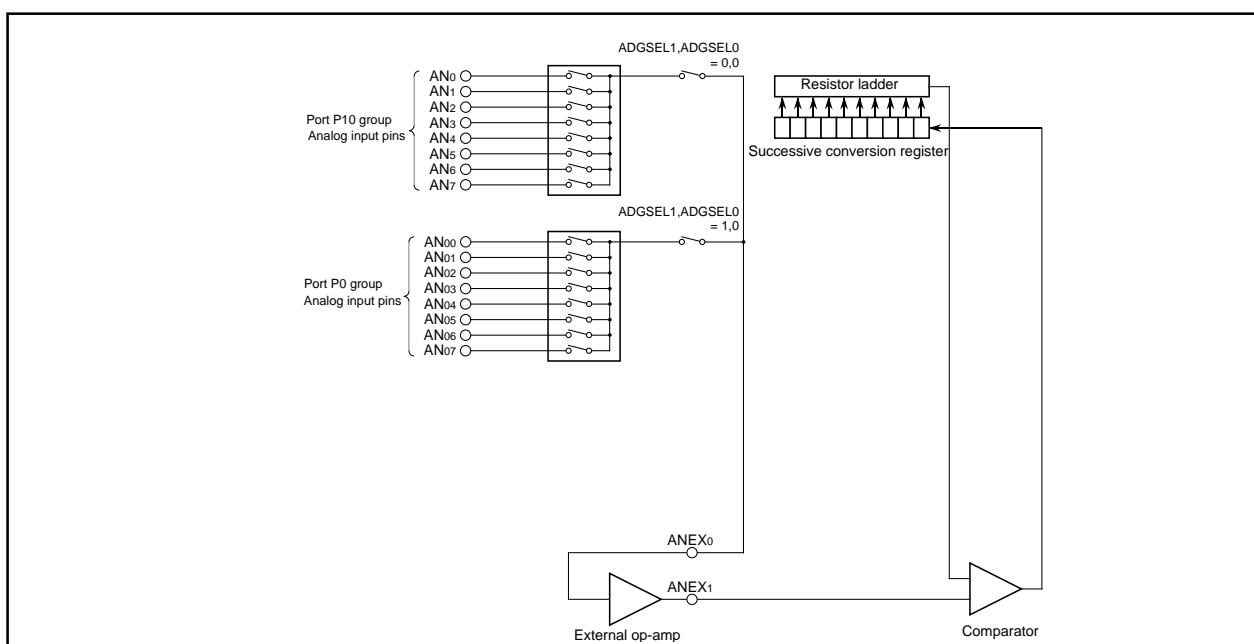 ADGSEL1,ADGSEL0
= 0,0
Port P10 group
Analog input pins
AN0
AN1
AN2
AN3
AN4
AN5
AN6
AN7
Resistor ladder
Successive conversion register
ADGSEL1,ADGSEL0
= 1,0
Port P0 group
Analog input pins
AN00
AN01
AN02
AN03
AN04
AN05
AN06
AN07
ANEX0
ANEX1
External op-amp
Comparator